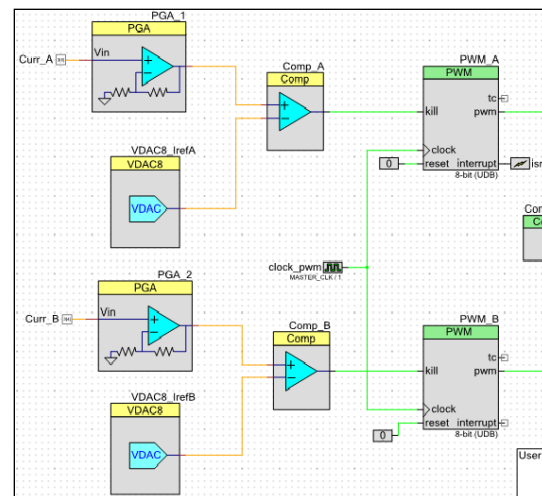 PGA_1
PGA
Curr_A
Vin
Comp_A
Comp
PWM_A
PWM
tc
kill
pwm
clock
0
reset
interrupt
8-bit (UDB)
isr
VDAC8_IrefA
VDAC8
VDAC
clock_pwm
MASTER_CLK / 1
Con
PGA_2
PGA
Curr_B
Vin
Comp_B
Comp
PWM_B
PWM
tc
kill
pwm
clock
0
reset
interrupt
8-bit (UDB)
VDAC8_IrefB
VDAC8
VDAC
User